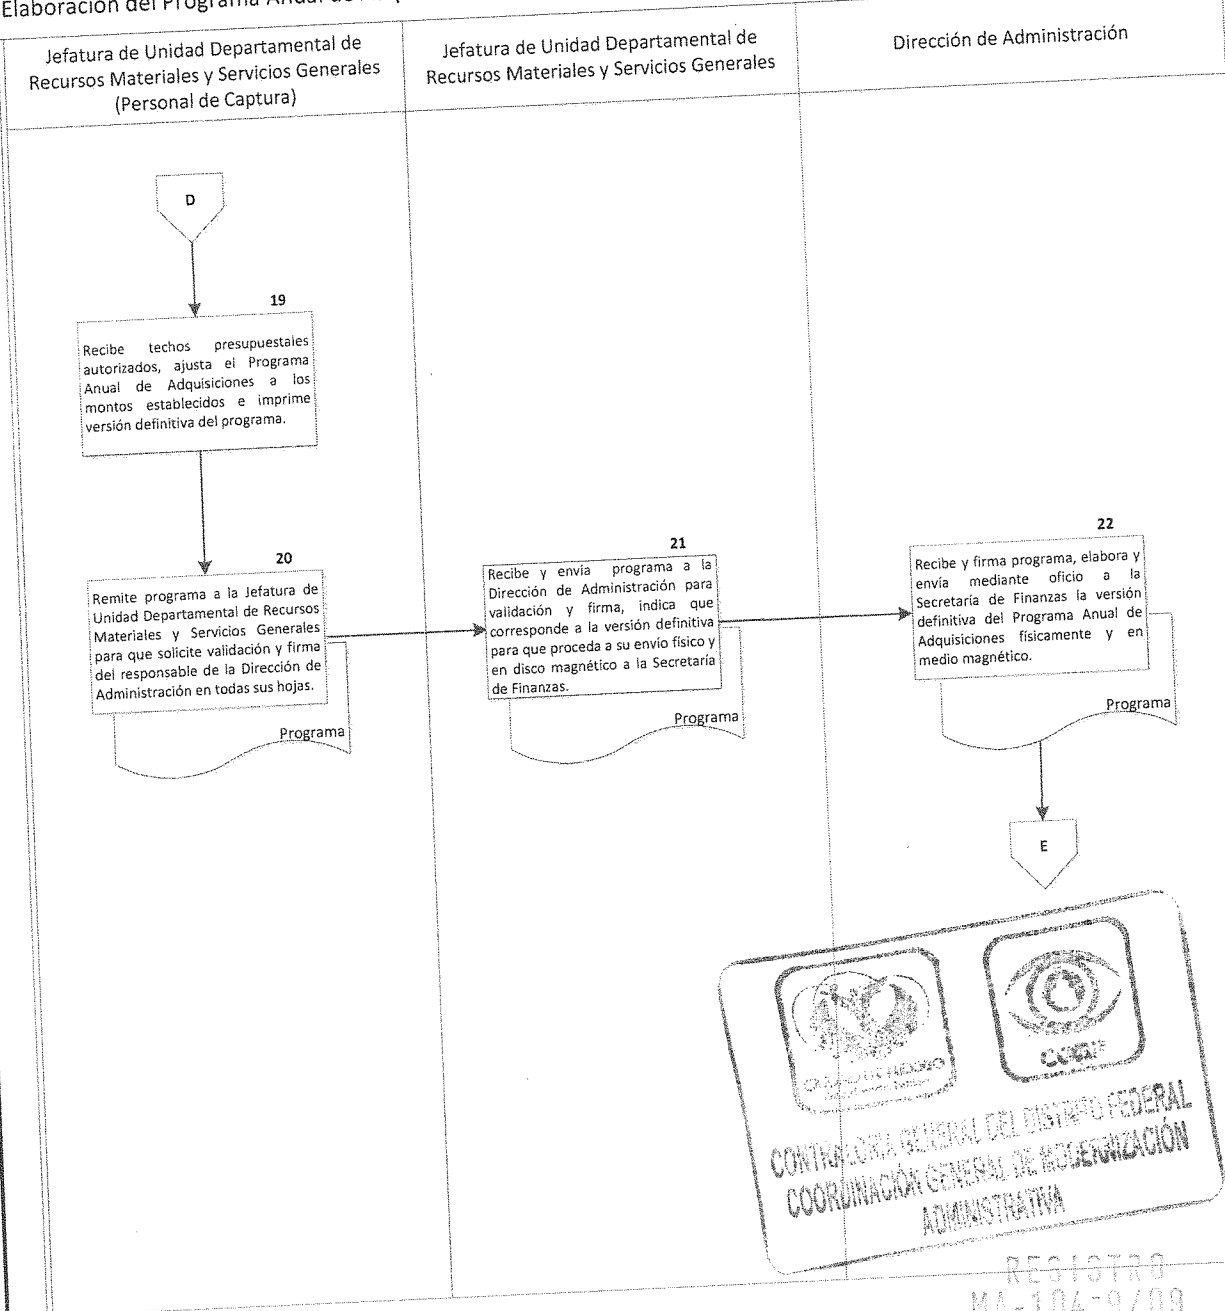 Elaboración del Programa Anual de
Jefatura de Unidad Departamental de
Recursos Materiales y Servicios Generales
(Personal de Captura)
Jefatura de Unidad Departamental de
Recursos Materiales y Servicios Generales
Dirección de Administración
D
19
Recibe techos presupuestales
autorizados, ajusta el Programa
Anual de Adquisiciones a los
montos establecidos e imprime
versión definitiva del programa.
20
Remite programa a la Jefatura de
Unidad Departamental de Recursos
Materiales y Servicios Generales
para que solicite validación y firma
del responsable de la Dirección de
Administración en todas sus hojas.
Programa
21
Recibe y envía programa a la
Dirección de Administración para
validación y firma, indica que
corresponde a la versión definitiva
para que proceda a su envío físico y
en disco magnético a la Secretaría
de Finanzas.
Programa
22
Recibe y firma programa, elabora y
envía mediante oficio a la
Secretaría de Finanzas la versión
definitiva del Programa Anual de
Adquisiciones físicamente y en
medio magnético.
Programa
E
CONTRALORÍA GENERAL DEL DISTRITO FEDERAL
COORDINACIÓN GENERAL DE MODERNIZACIÓN
ADMINISTRATIVA
REGISTRO
MA-104-9/09